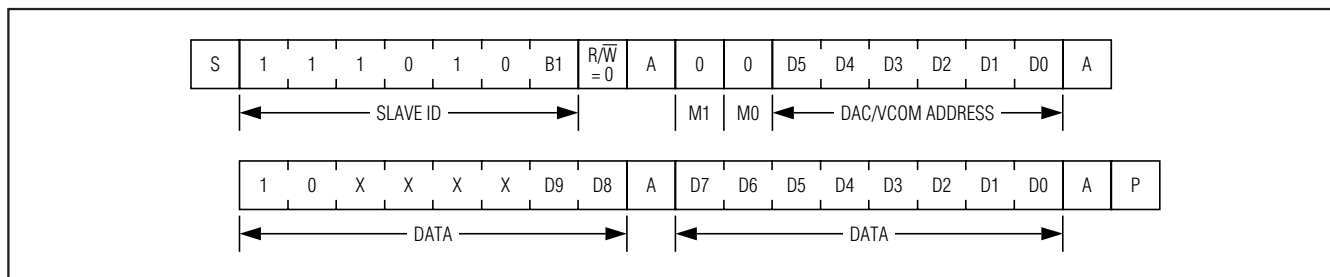 S 1 1 1 0 1 0 B1 R/W̅ = 0 A 0 0 D5 D4 D3 D2 D1 D0 A
SLAVE ID M1 M0 DAC/VCOM ADDRESS
1 0 X X X X D9 D8 A D7 D6 D5 D4 D3 D2 D1 D0 A P
DATA DATA